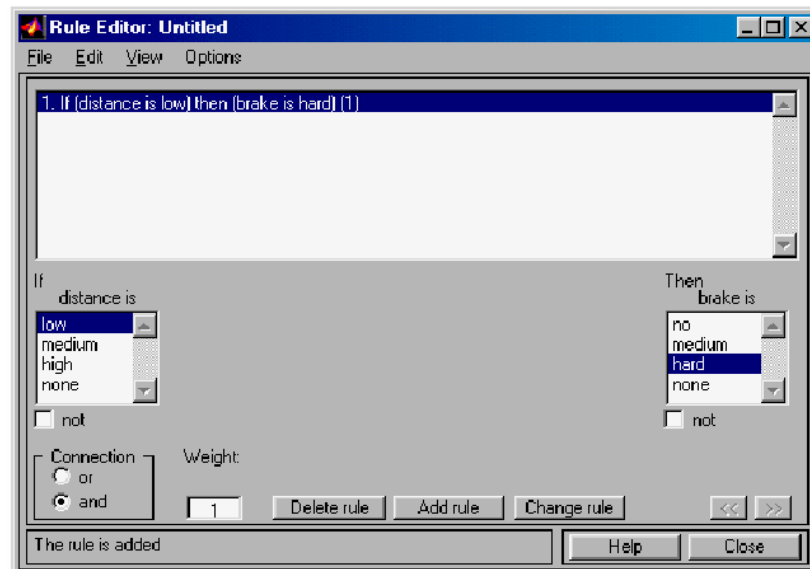 Rule Editor: Untitled
File Edit View Options
1. If (distance is low) then (brake is hard) (1)
If
distance is
low
medium
high
none
not
Then
brake is
no
medium
hard
none
not
Connection
or
and
Weight:
1
Delete rule
Add rule
Change rule
<<
>>
The rule is added
Help
Close